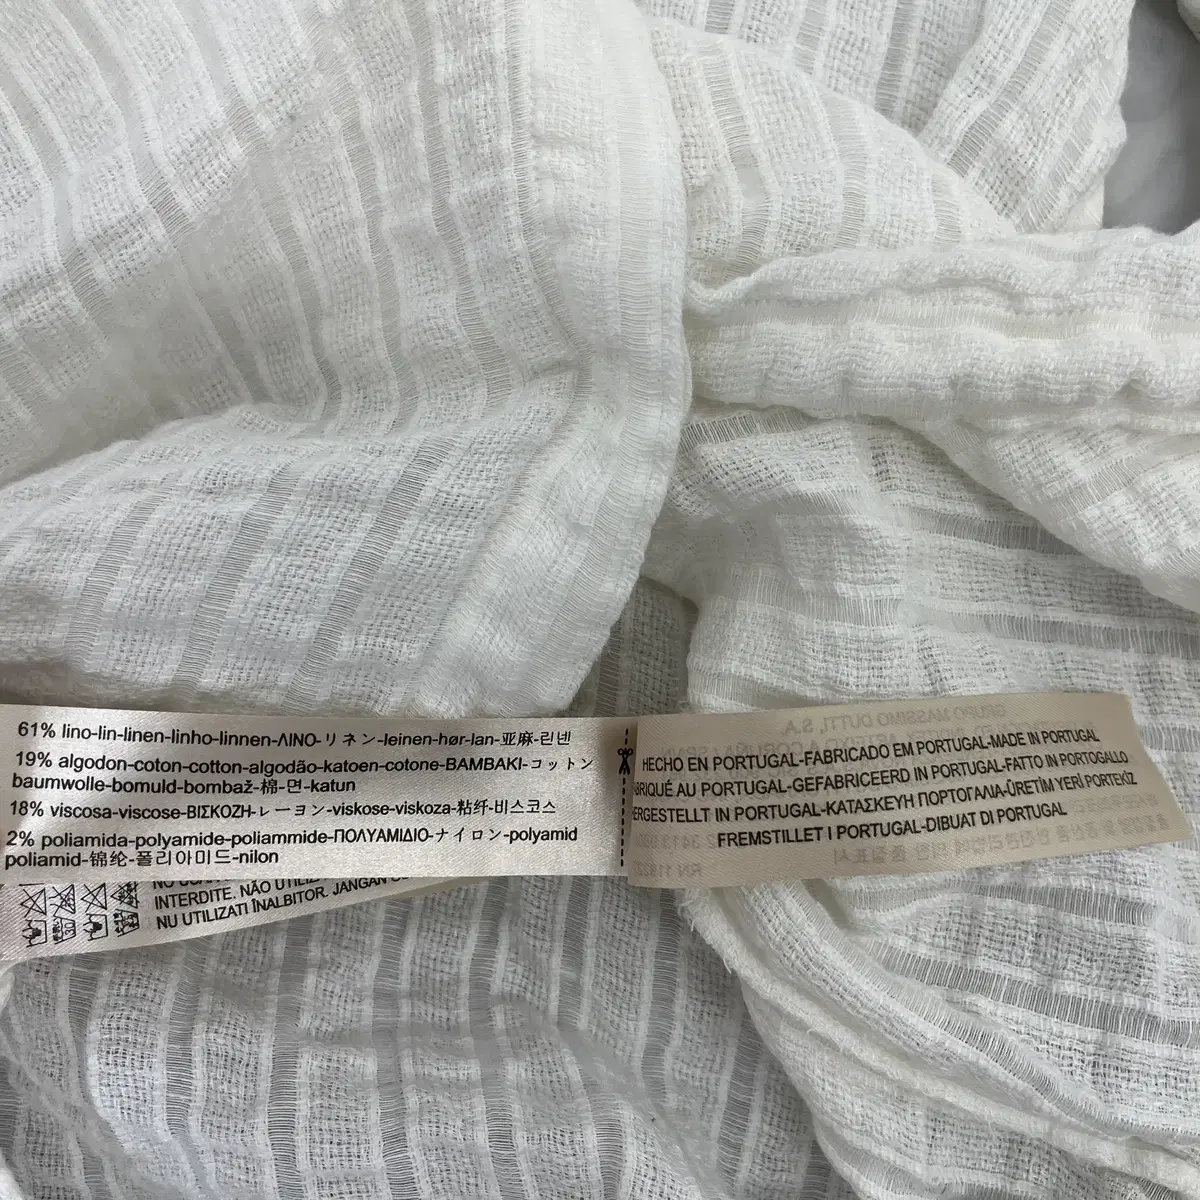 61% lino-lin-linen-linho-linnen-ΛΙΝΟ-リネン-leinen-hør-lan-亚麻-린넨
19% algodon-coton-cotton-algodão-katoen-cotone-BAMBAKI-コットン
baumwolle-bomuld-bombaž-棉-면-katun
18% viscosa-viscose-ΒΙΣΚΟΖΗ-レーヨン-viskose-viskoza-粘纤-비스코스
2% poliamida-polyamide-poliammide-ΠΟΛΥΑΜΙΔΙΟ-ナイロン-polyamid
poliamid-锦纶-폴리아미드-nilon
INTERDITE. NÃO
NU UTILIZATI ÎNALBITOR. JANGAN
HECHO EN PORTUGAL-FABRICADO EM PORTUGAL-MADE IN PORTUGAL
AU PORTUGAL-GEFABRICEERD IN PORTUGAL-FATTO IN PORTOGALLO
IN PORTUGAL-ΚΑΤΑΣΚΕΥΗ ΠΟΡΤΟΓΑΛΙΑ-ÜRETİM YERİ PORTEKİZ
FREMSTILLET I PORTUGAL-DIBUAT DI PORTUGAL